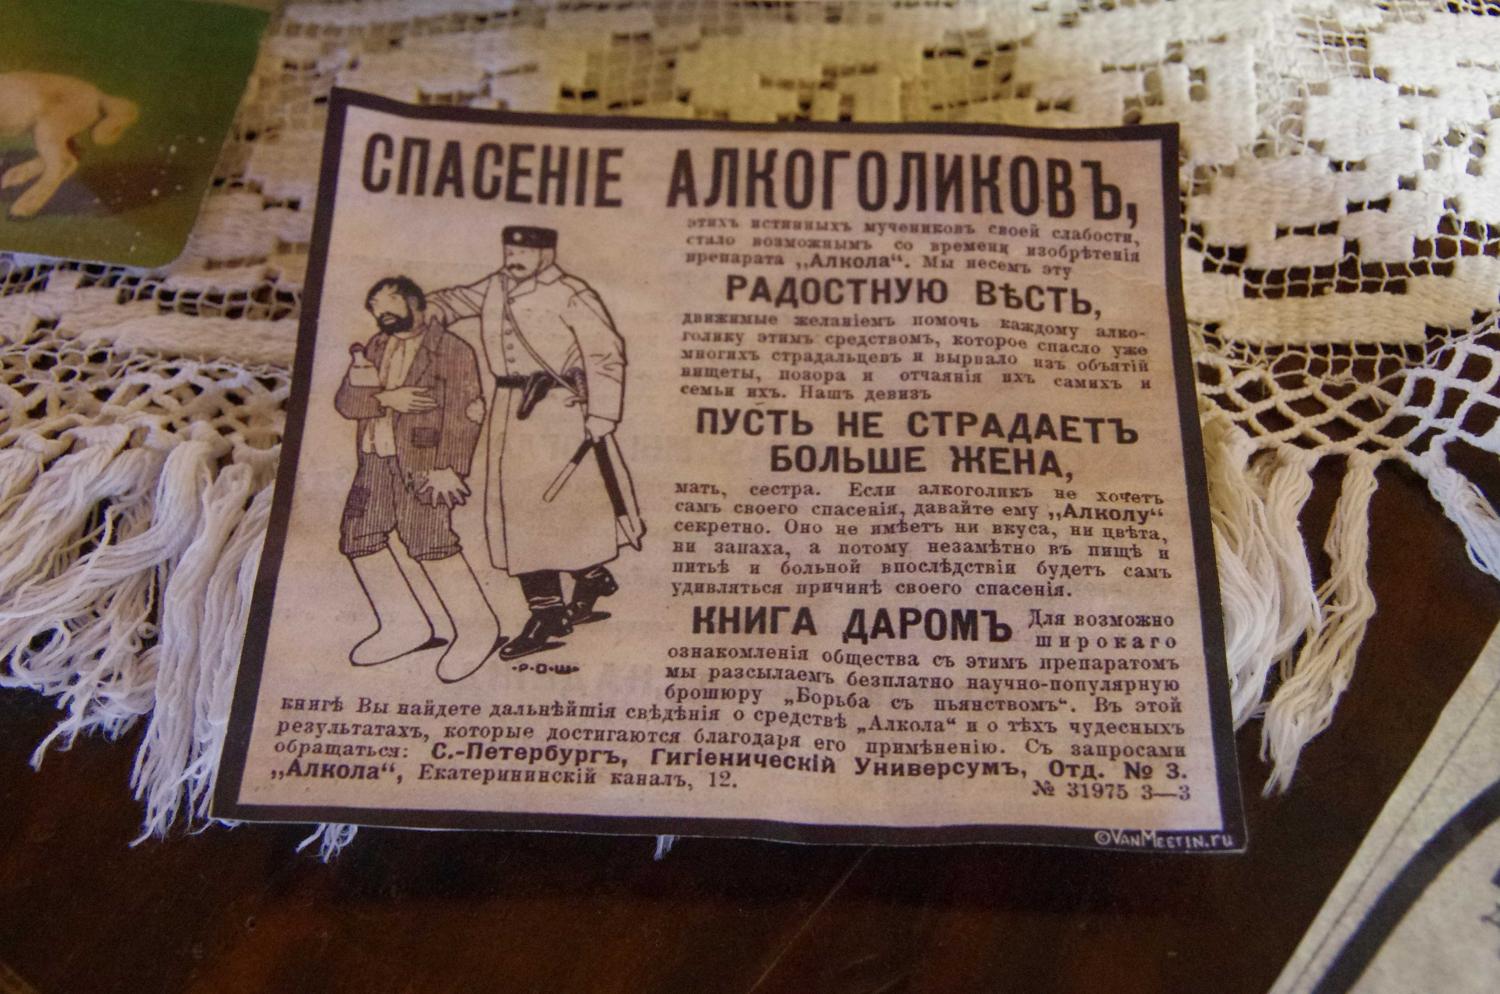 СПАСЕНІЕ АЛКОГОЛИКОВЪ,
этихъ истинныхъ мучениковъ своей слабости,
стало возможнымъ со времени изобрѣтенія
препарата „Алкола“. Мы несемъ эту
РАДОСТНУЮ ВѢСТЬ,
движимые желаніемъ помочь каждому алко-
голику этимъ средствомъ, которое спасло уже
многихъ страдальцевъ и вырвало изъ объятій
нищеты, позора и отчаянія ихъ самихъ и
семьи ихъ. Нашъ девизъ
ПУСТЬ НЕ СТРАДАЕТЪ
БОЛЬШЕ ЖЕНА,
мать, сестра. Если алкоголикъ не хочетъ
самъ своего спасенія, давайте ему „Алколу“
секретно. Оно не имѣетъ ни вкуса, ни цвѣта,
ни запаха, а потому незамѣтно въ пищѣ и
питьѣ и больной впослѣдствіи будетъ самъ
удивляться причинѣ своего спасенія.
КНИГА ДАРОМЪ Для возможно
широкаго
ознакомленія общества съ этимъ препаратомъ
мы разсылаемъ безплатно научно-популярную
брошюру „Борьба съ пьянствомъ“. Въ этой
книгѣ Вы найдете дальнѣйшія свѣдѣнія о средствѣ „Алкола“ и о тѣхъ чудесныхъ
результатахъ, которые достигаются благодаря его примѣненію. Съ запросами
обращаться: С.-Петербургъ, Гигіеническій Универсумъ, Отд. № 3.
„Алкола“, Екатерининскій каналъ, 12.
№ 31975 3—3
·Р·О·Ш·
©VanMeetin.ru